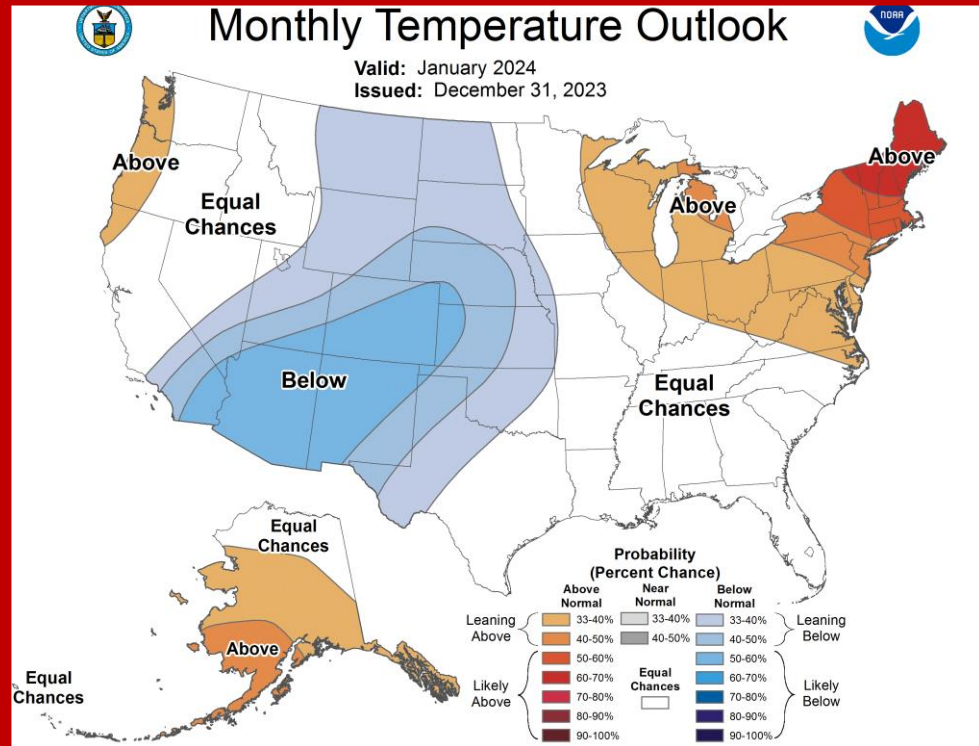 Monthly Temperature Outlook
NOAA
Valid: January 2024
Issued: December 31, 2023
Above
Equal
Chances
Above
Above
Below
Equal
Chances
Equal
Chances
Above
Equal
Chances
Probability
(Percent Chance)
Above
Normal
Near
Normal
Below
Normal
Leaning
Above
33-40%
33-40%
33-40%
Leaning
Below
40-50%
40-50%
40-50%
Likely
Above
50-60%
60-70%
70-80%
80-90%
90-100%
Equal
Chances
50-60%
60-70%
70-80%
80-90%
90-100%
Likely
Below